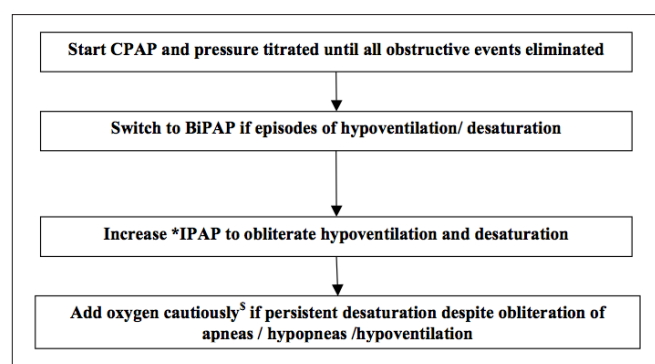 Start CPAP and pressure titrated until all obstructive events eliminated
Switch to BiPAP if episodes of hypoventilation/ desaturation
Increase *IPAP to obliterate hypoventilation and desaturation
Add oxygen cautiously$ if persistent desaturation despite obliteration of
apneas / hypopneas /hypoventilation